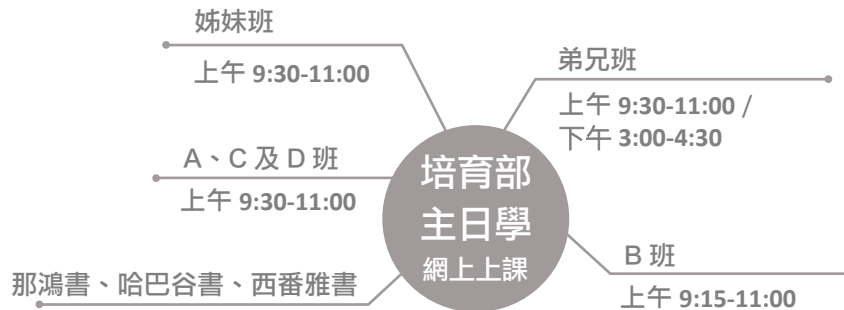 姊妹班
上午 9:30-11:00
弟兄班
上午 9:30-11:00 /
下午 3:00-4:30
A、C 及 D 班
上午 9:30-11:00
培育部
主日學
網上上課
B 班
上午 9:15-11:00
那鴻書、哈巴谷書、西番雅書